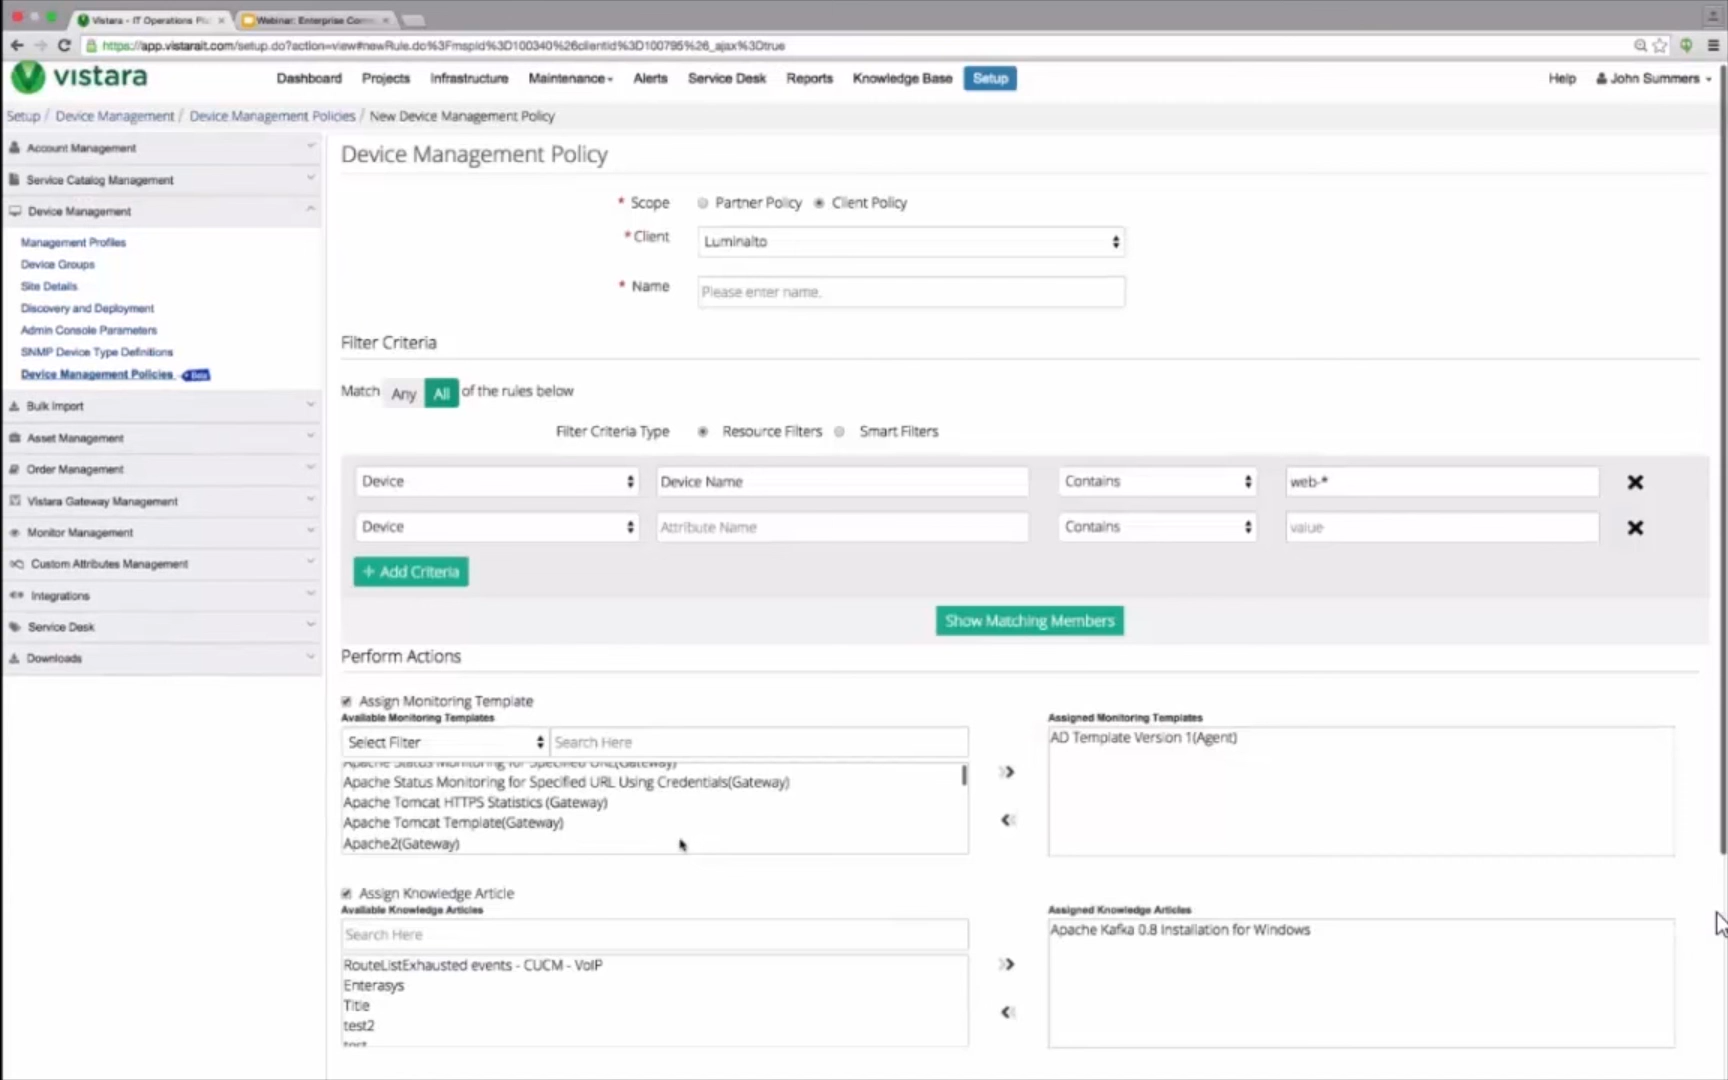 Vistara - IT Operations Pla
Webinar: Enterprise Com
https://app.vistarait.com/setup.do?action=view#newRule.do%3FmspId%3D100340%26clientId%3D100795%26_ajax%3Dtrue
vistara
Dashboard Projects Infrastructure Maintenance Alerts Service Desk Reports Knowledge Base Setup Help John Summers
Setup / Device Management / Device Management Policies / New Device Management Policy
Account Management
Service Catalog Management
Device Management
Management Profiles
Device Groups
Site Details
Discovery and Deployment
Admin Console Parameters
SNMP Device Type Definitions
Device Management Policies Beta
Bulk Import
Asset Management
Order Management
Vistara Gateway Management
Monitor Management
Custom Attributes Management
Integrations
Service Desk
Downloads
Device Management Policy
* Scope Partner Policy Client Policy
* Client Luminalto
* Name Please enter name.
Filter Criteria
Match Any All of the rules below
Filter Criteria Type Resource Filters Smart Filters
Device Device Name Contains web-*
Device Attribute Name Contains value
+ Add Criteria
Show Matching Members
Perform Actions
Assign Monitoring Template
Available Monitoring Templates
Select Filter Search Here
Apache Status Monitoring for Specified URL(Gateway)
Apache Status Monitoring for Specified URL Using Credentials(Gateway)
Apache Tomcat HTTPS Statistics (Gateway)
Apache Tomcat Template(Gateway)
Apache2(Gateway)
Assigned Monitoring Templates
AD Template Version 1(Agent)
Assign Knowledge Article
Available Knowledge Articles
Search Here
RouteListExhausted events - CUCM - VoIP
Enterasys
Title
test2
test
Assigned Knowledge Articles
Apache Kafka 0.8 Installation for Windows